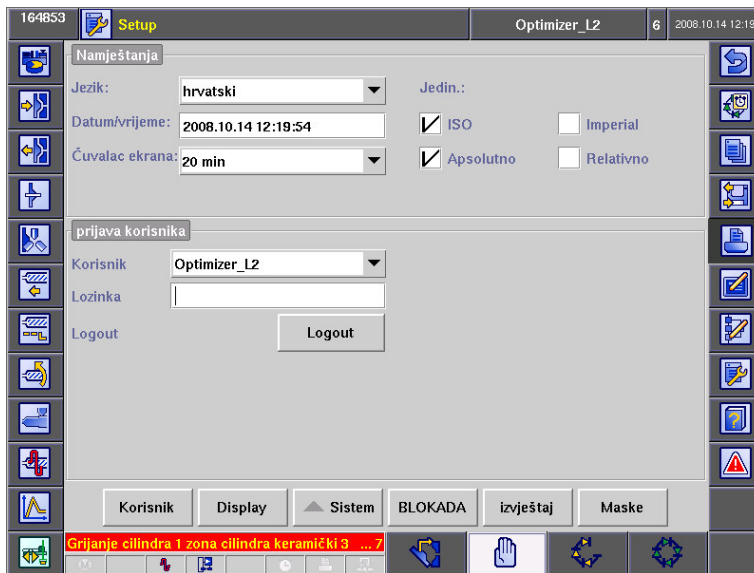 164853 Setup Optimizer_L2 6 2008.10.14 12:19
Namještanja
Jezik: hrvatski Jedin.:
Datum/vrijeme: 2008.10.14 12:19:54 ISO Imperial
Čuvalac ekrana: 20 min Apsolutno Relativno
prijava korisnika
Korisnik Optimizer_L2
Lozinka
Logout Logout
Korisnik Display Sistem BLOKADA izvještaj Maske
Grijanje cilindra 1 zona cilindra keramički 3 ... 7